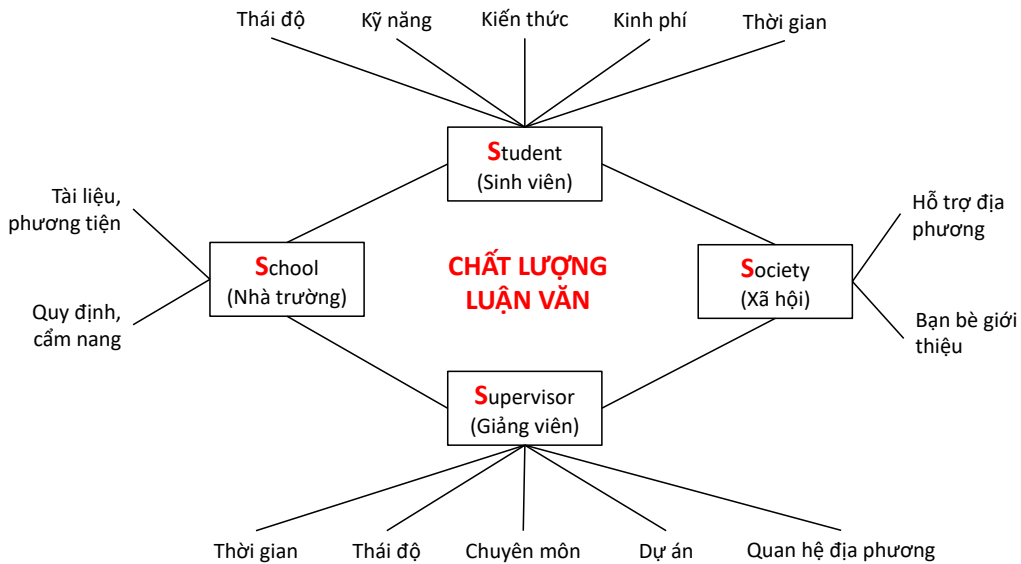 Thái độ
Kỹ năng
Kiến thức
Kinh phí
Thời gian
Student
(Sinh viên)
Tài liệu,
phương tiện
Quy định,
cẩm nang
School
(Nhà trường)
CHẤT LƯỢNG
LUẬN VĂN
Society
(Xã hội)
Hỗ trợ địa
phương
Bạn bè giới
thiệu
Supervisor
(Giảng viên)
Thời gian
Thái độ
Chuyên môn
Dự án
Quan hệ địa phương